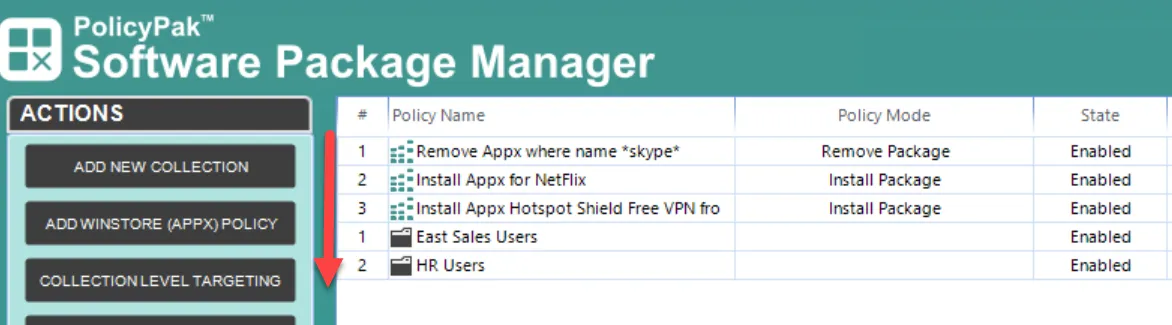 PolicyPak™
Software Package Manager
ACTIONS
ADD NEW COLLECTION
ADD WINSTORE (APPX) POLICY
COLLECTION LEVEL TARGETING
# Policy Name Policy Mode State
1 Remove Appx where name *skype* Remove Package Enabled
2 Install Appx for NetFlix Install Package Enabled
3 Install Appx Hotspot Shield Free VPN fro Install Package Enabled
1 East Sales Users Enabled
2 HR Users Enabled